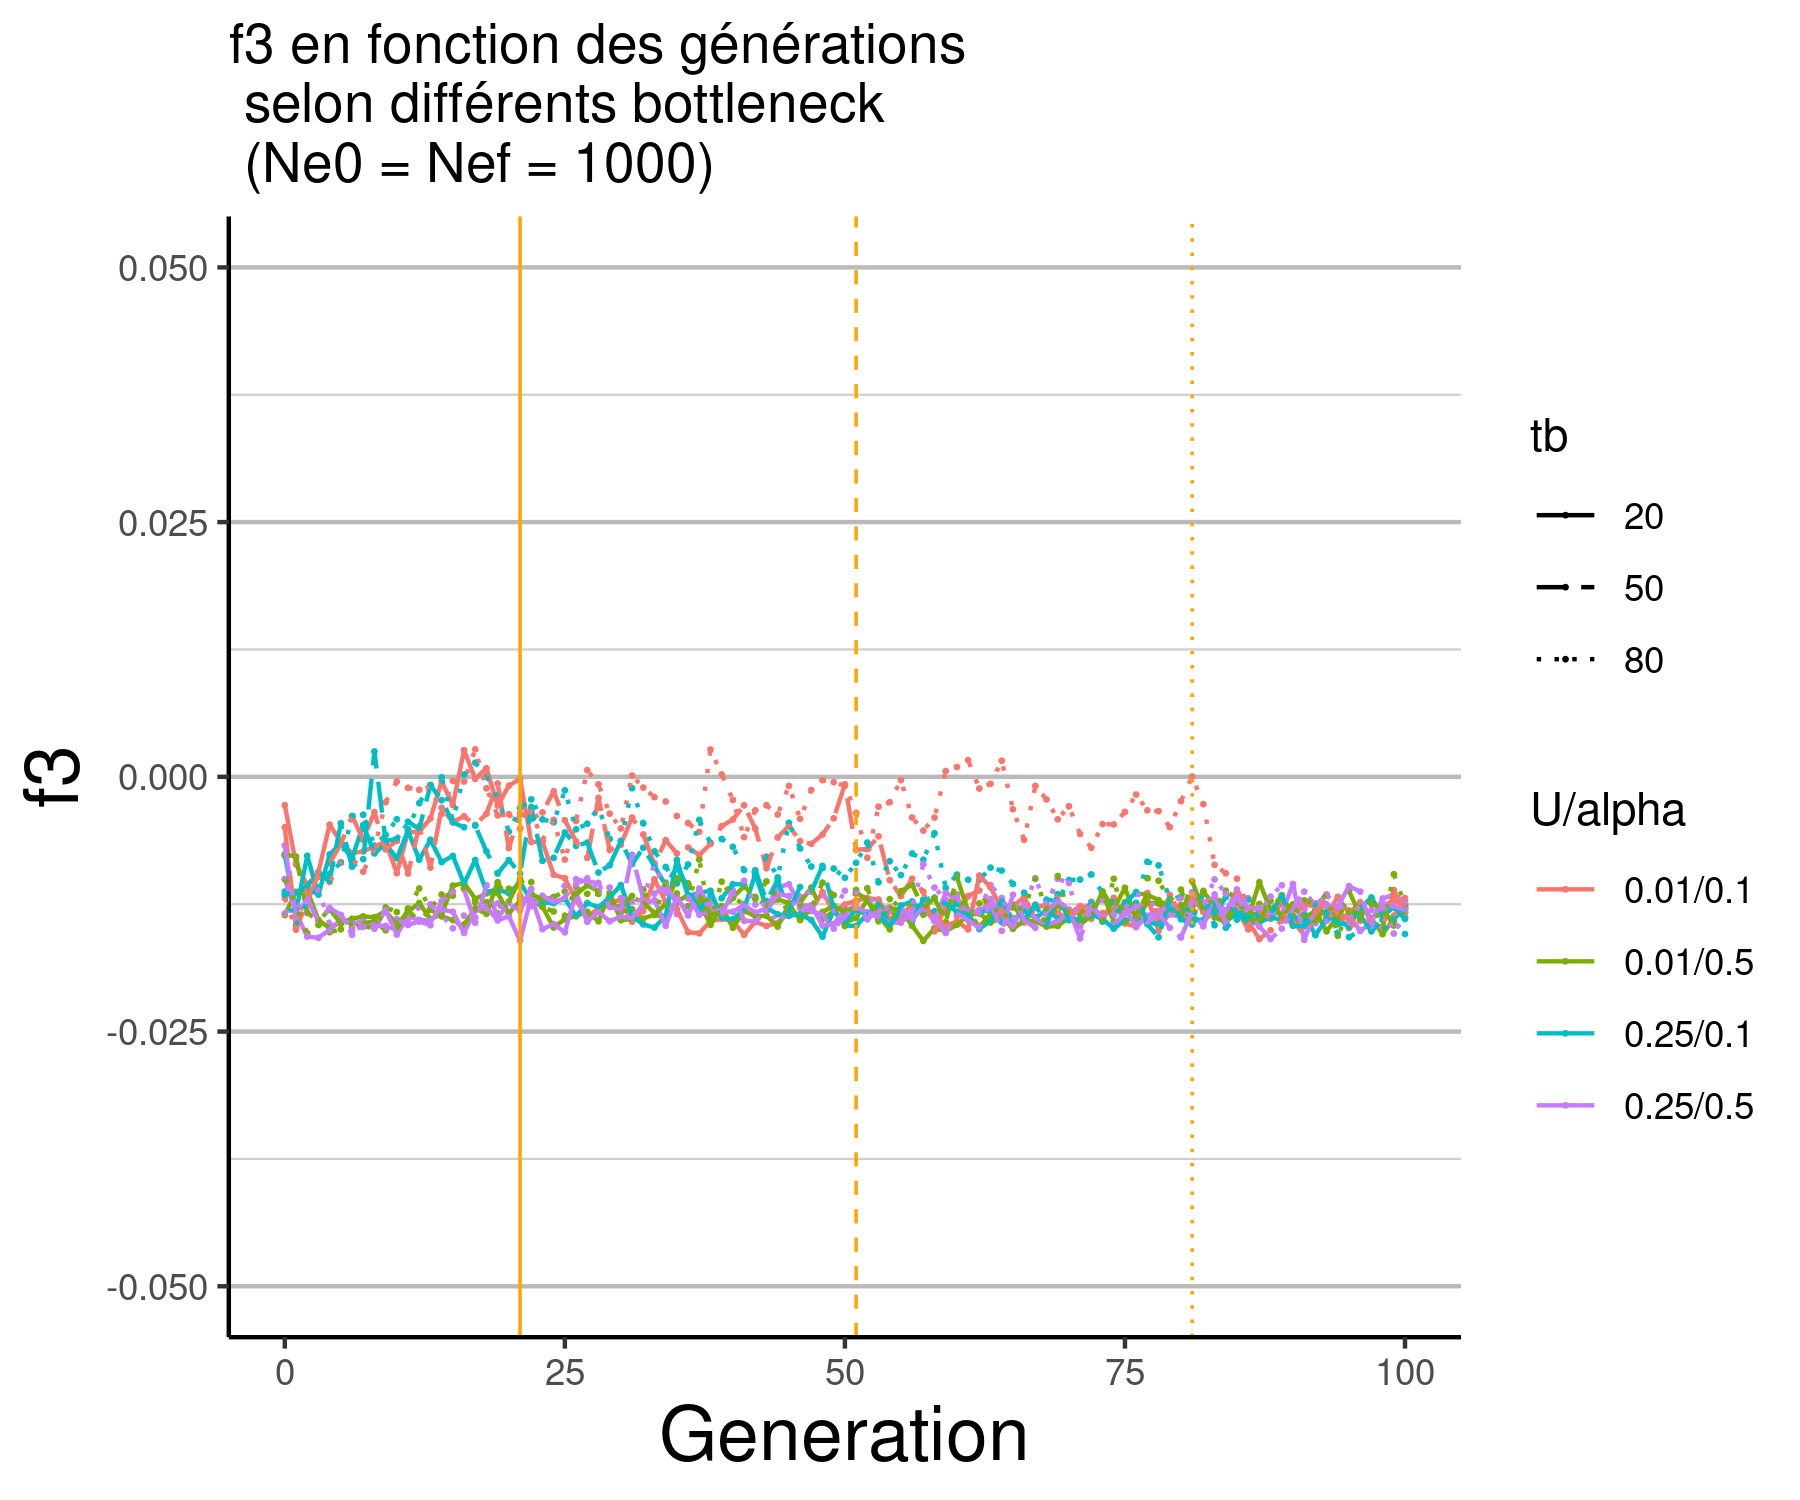 f3 en fonction des générations
selon différents bottleneck
(Ne0 = Nef = 1000)
f3
0.050
0.025
0.000
-0.025
-0.050
0
25
50
75
100
Generation
tb
20
50
80
U/alpha
0.01/0.1
0.01/0.5
0.25/0.1
0.25/0.5